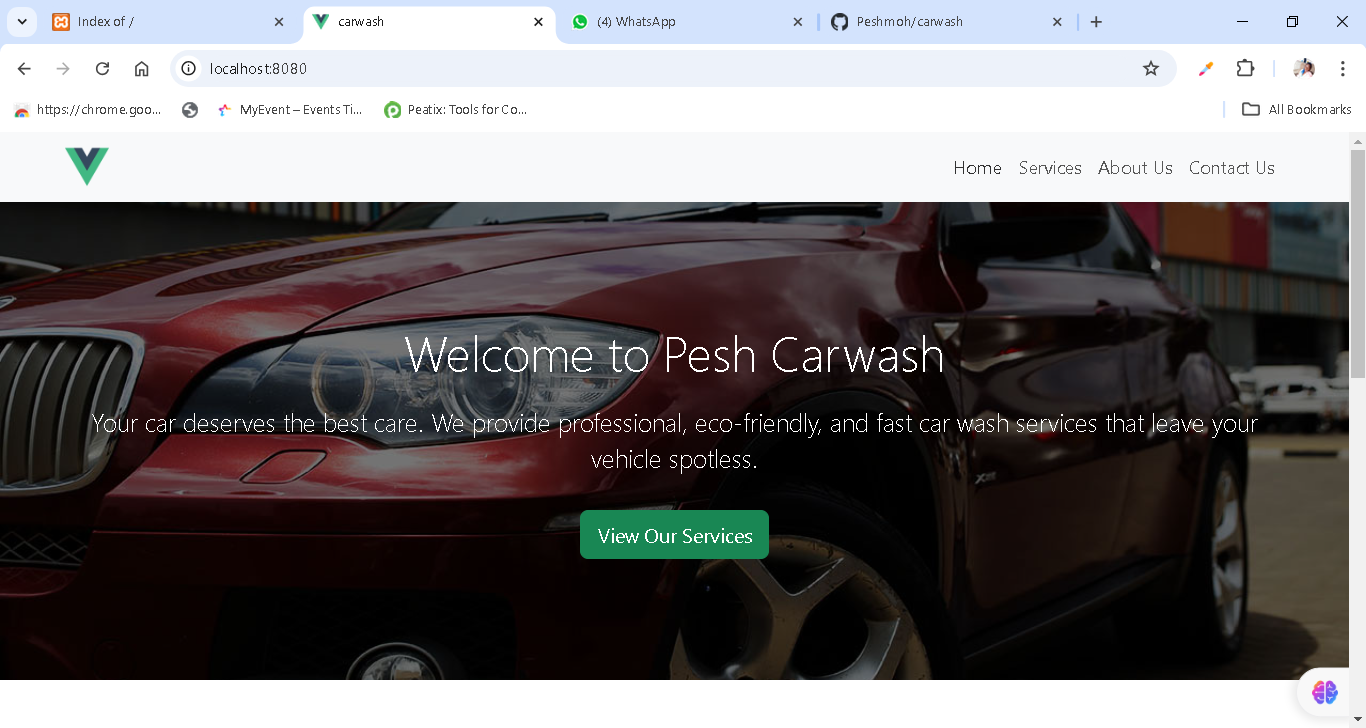 Index of /
carwash
(4) WhatsApp
Peshmoh/carwash
localhost:8080
https://chrome.goo...
MyEvent – Events Ti...
Peatix: Tools for Co...
All Bookmarks
Home
Services
About Us
Contact Us
Welcome to Pesh Carwash
Your car deserves the best care. We provide professional, eco-friendly, and fast car wash services that leave your
vehicle spotless.
View Our Services